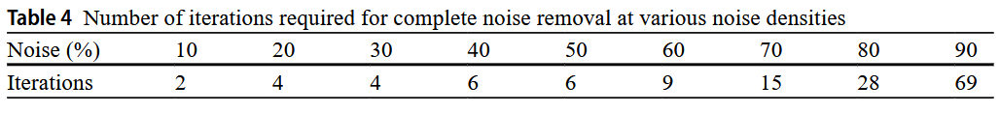 Table 4 Number of iterations required for complete noise removal at various noise densities
Noise (%) 10 20 30 40 50 60 70 80 90
Iterations 2 4 4 6 6 9 15 28 69